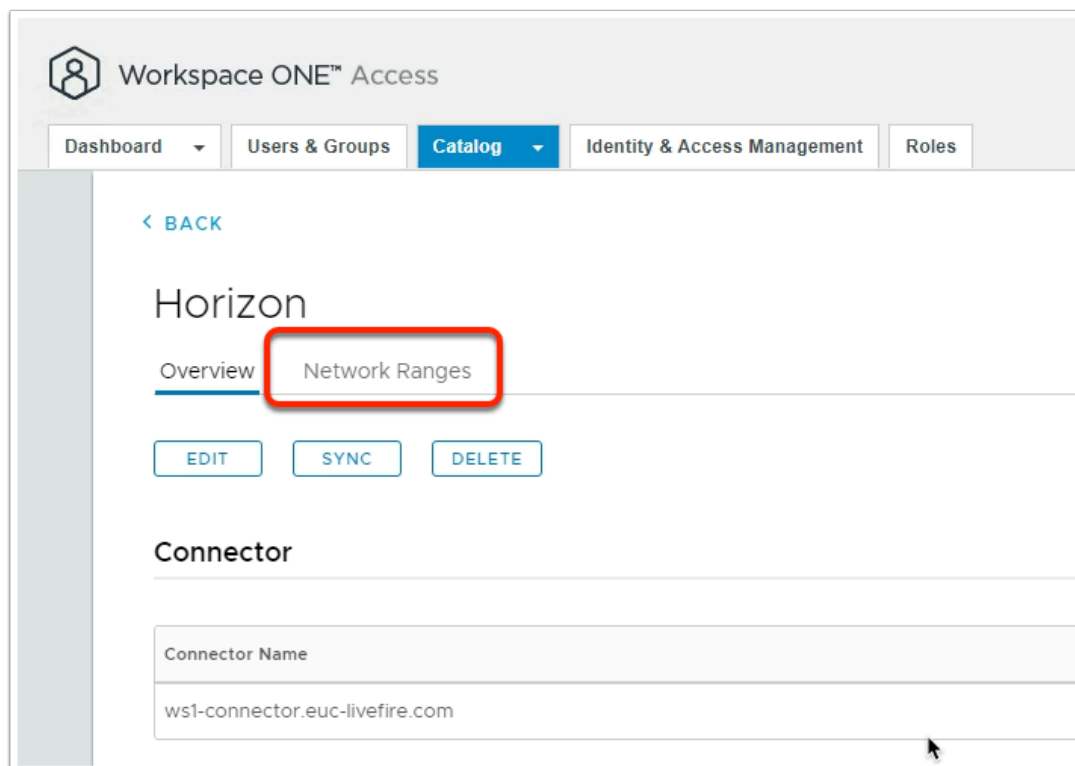 Workspace ONE™ Access
Dashboard Users & Groups Catalog Identity & Access Management Roles
< BACK
Horizon
Overview Network Ranges
EDIT SYNC DELETE
Connector
Connector Name
ws1-connector.euc-livefire.com